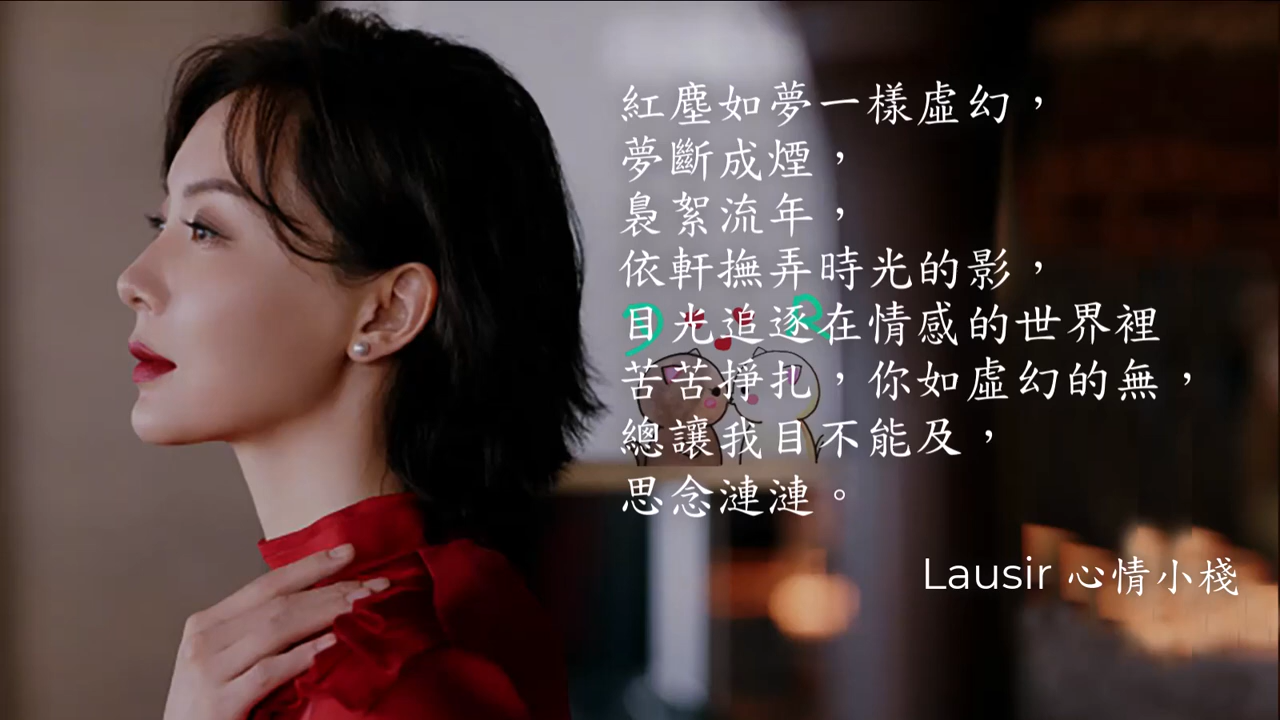 紅塵如夢一樣虛幻，
夢斷成煙，
裊絮流年，
依軒撫弄時光的影，
目光追逐在情感的世界裡
苦苦掙扎，你如虛幻的無，
總讓我目不能及，
思念漣漣。
Lausir 心情小棧